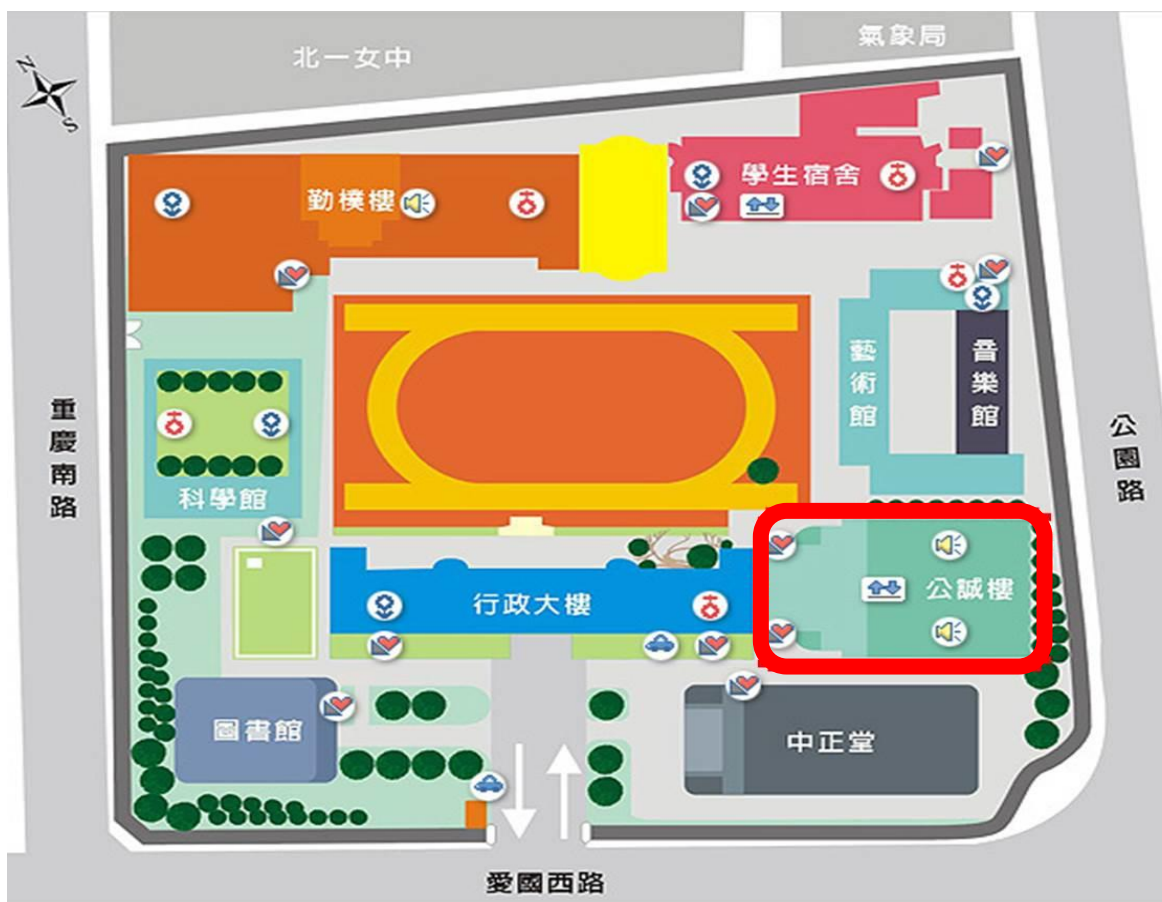 北一女中
氣象局
N
S
學生宿舍
勤樸樓
藝術館
音樂館
重慶南路
公園路
科學館
行政大樓
公誠樓
圖書館
中正堂
愛國西路